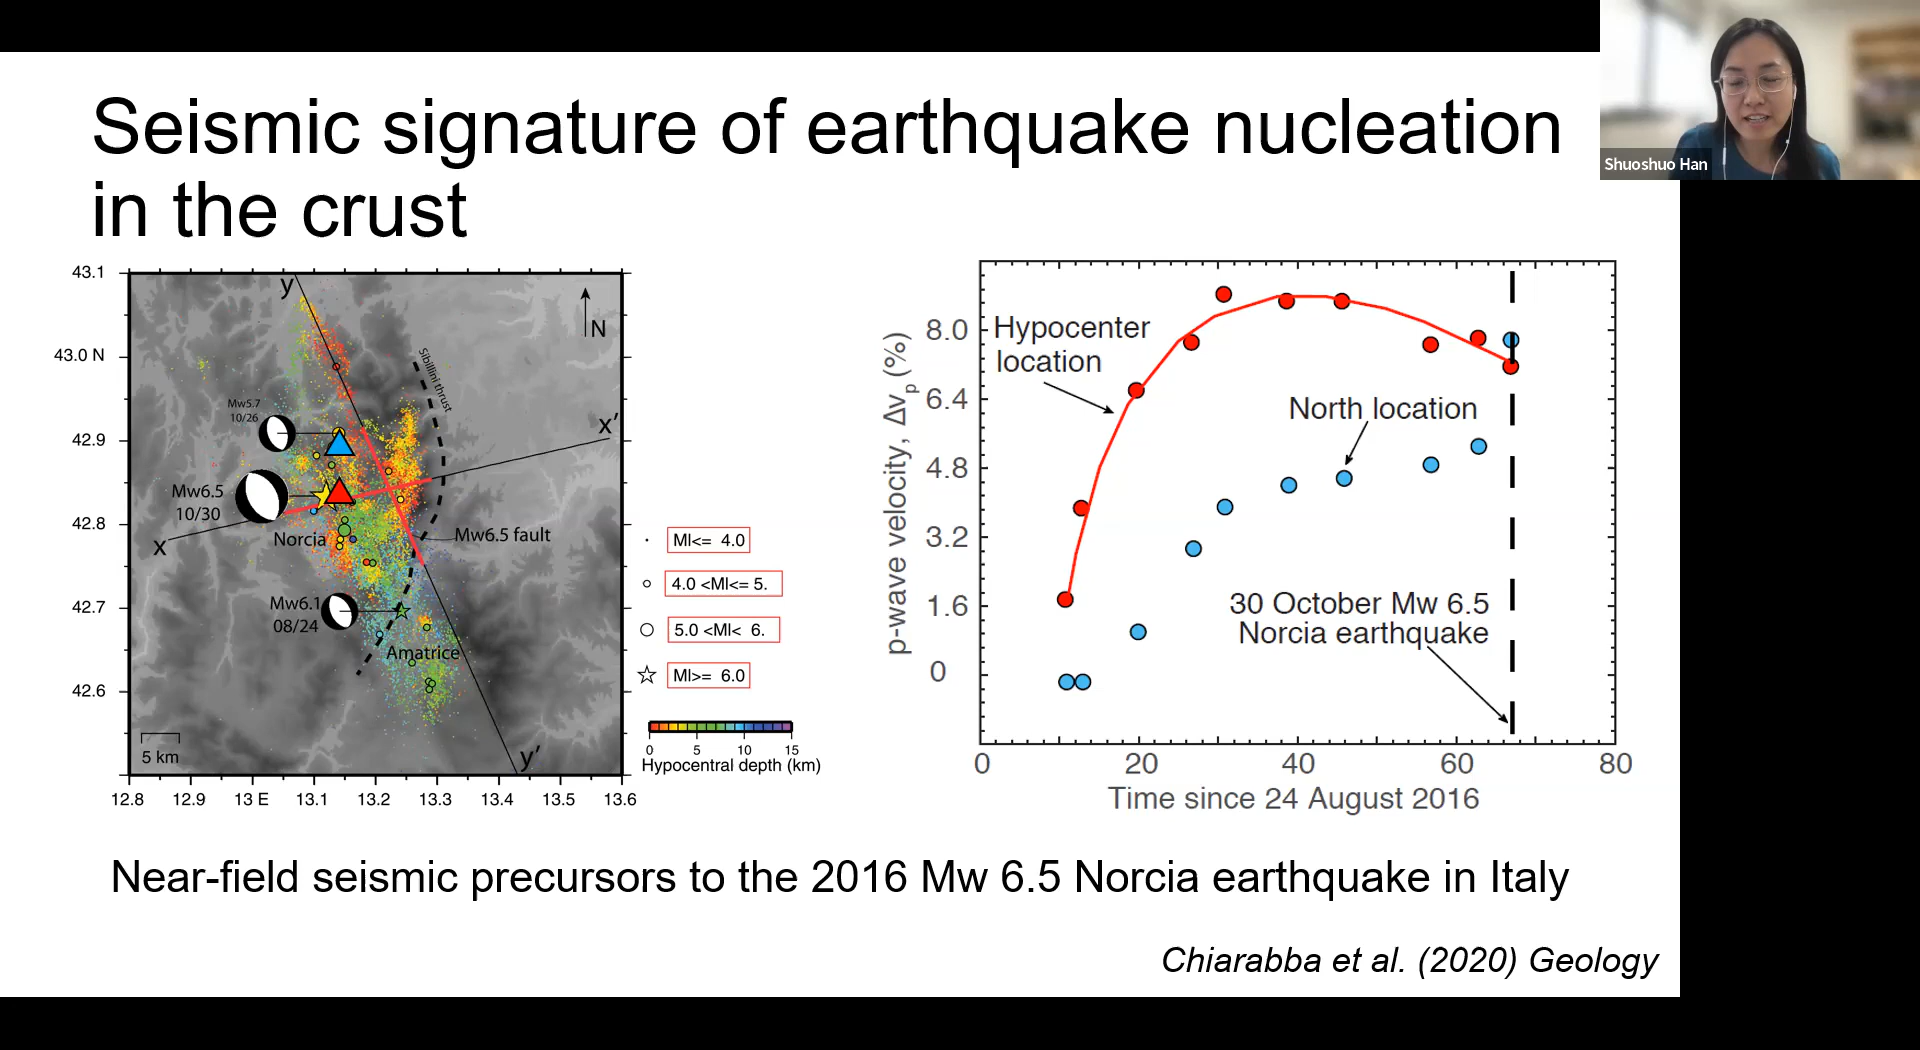 Seismic signature of earthquake nucleation
in the crust
Shuoshuo Han
43.1
43.0 N
42.9
42.8
42.7
42.6
12.8
12.9
13 E
13.1
13.2
13.3
13.4
13.5
13.6
y
N
Sibillini thrust
Mw5.7
10/26
x'
Mw6.5
10/30
x
Norcia
Mw6.5 fault
Mw6.1
08/24
Amatrice
5 km
y'
Ml<= 4.0
4.0 <Ml<= 5.
5.0 <Ml< 6.
Ml>= 6.0
0
5
10
15
Hypocentral depth (km)
p-wave velocity, Δvp (%)
8.0
6.4
4.8
3.2
1.6
0
Hypocenter
location
North location
30 October Mw 6.5
Norcia earthquake
0
20
40
60
80
Time since 24 August 2016
Near-field seismic precursors to the 2016 Mw 6.5 Norcia earthquake in Italy
Chiarabba et al. (2020) Geology